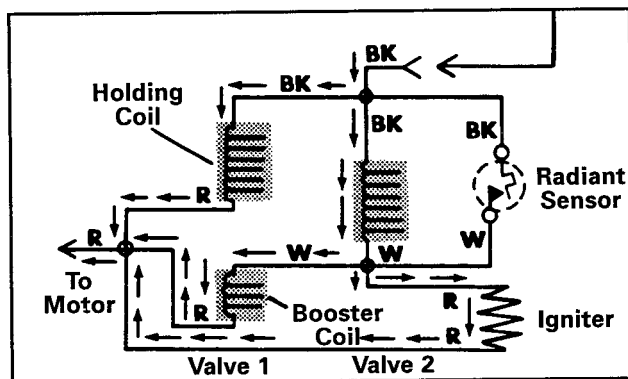 BK
BK
Holding
Coil
BK
BK
Radiant
Sensor
R
R
W
W
W
To
Motor
R
R
Booster
Coil
R
Igniter
Valve 1
Valve 2